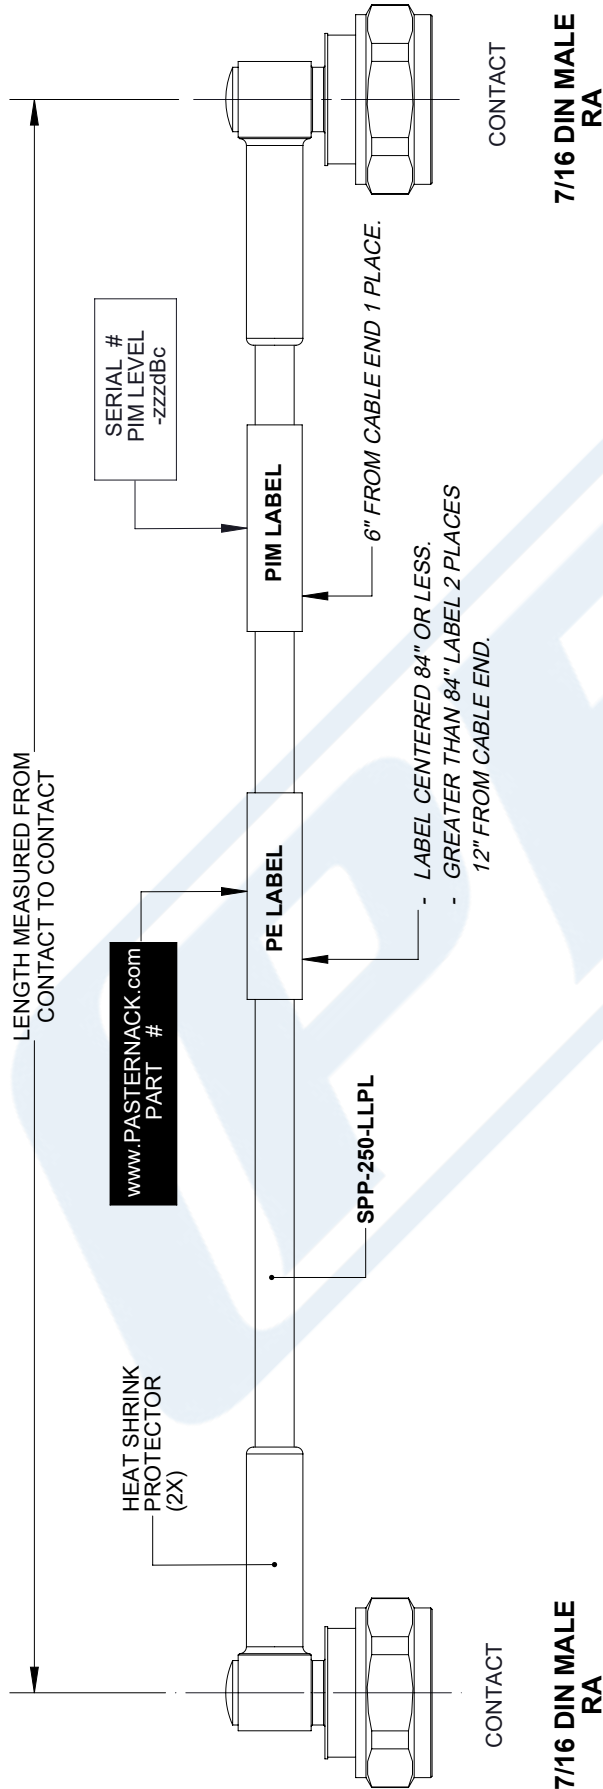 LENGTH MEASURED FROM
CONTACT TO CONTACT
HEAT SHRINK
PROTECTOR
(2X)
www.PASTERNACK.com
PART #
SERIAL #
PIM LEVEL
-zzzdBc
PE LABEL
PIM LABEL
SPP-250-LLPL
6" FROM CABLE END 1 PLACE.
- LABEL CENTERED 84" OR LESS.
- GREATER THAN 84" LABEL 2 PLACES
12" FROM CABLE END.
CONTACT
7/16 DIN MALE
RA
CONTACT
7/16 DIN MALE
RA